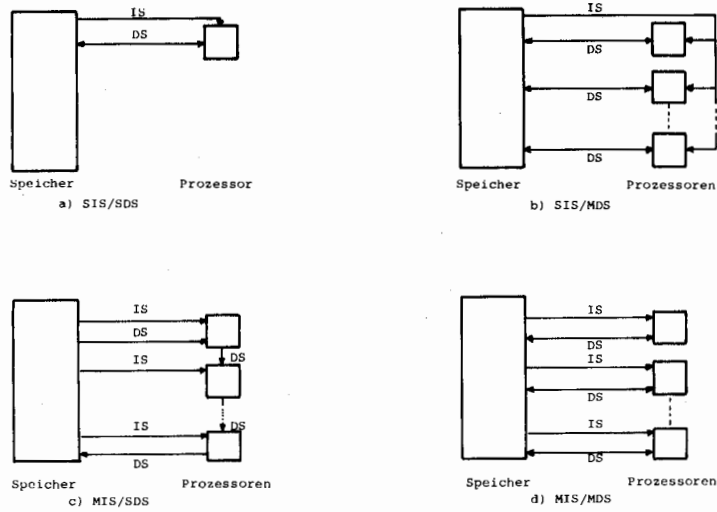 IS
DS
Speicher Prozessor
a) SIS/SDS
IS
DS
DS
DS
Speicher Prozessoren
b) SIS/MDS
IS
DS
DS
IS
IS
DS
DS
Speicher Prozessoren
c) MIS/SDS
IS
DS
IS
DS
IS
DS
Speicher Prozessoren
d) MIS/MDS